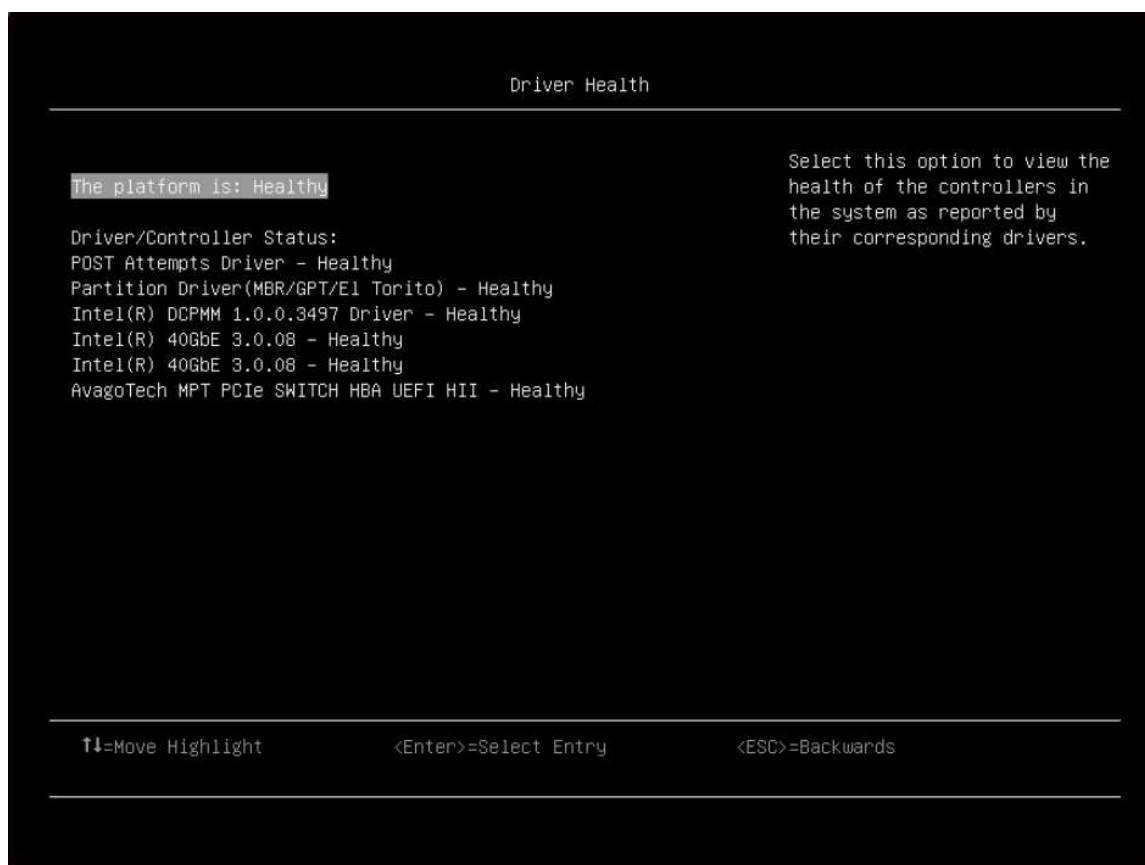 Driver Health
The platform is: Healthy
Driver/Controller Status:
POST Attempts Driver – Healthy
Partition Driver(MBR/GPT/El Torito) – Healthy
Intel(R) DCPMM 1.0.0.3497 Driver – Healthy
Intel(R) 40GbE 3.0.08 – Healthy
Intel(R) 40GbE 3.0.08 – Healthy
AvagoTech MPT PCIe SWITCH HBA UEFI HII – Healthy
Select this option to view the
health of the controllers in
the system as reported by
their corresponding drivers.
↑↓=Move Highlight <Enter>=Select Entry <ESC>=Backwards